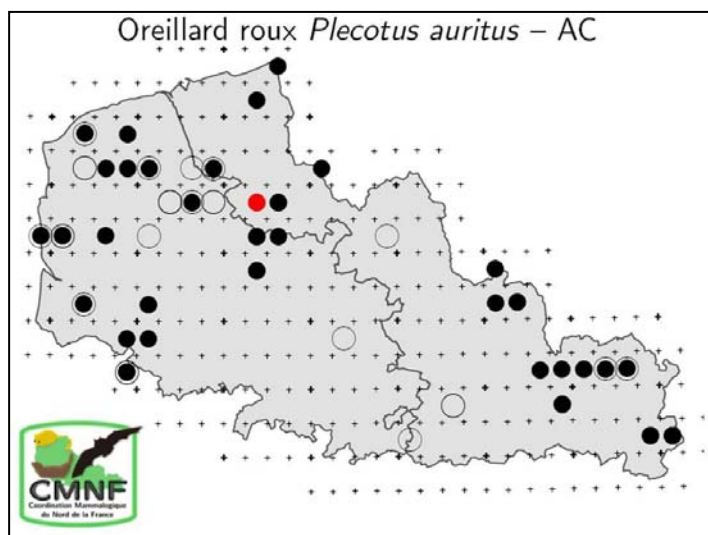 Oreillard roux Plecotus auritus – AC
CMNF
Coordination Mammalogique
du Nord de la France